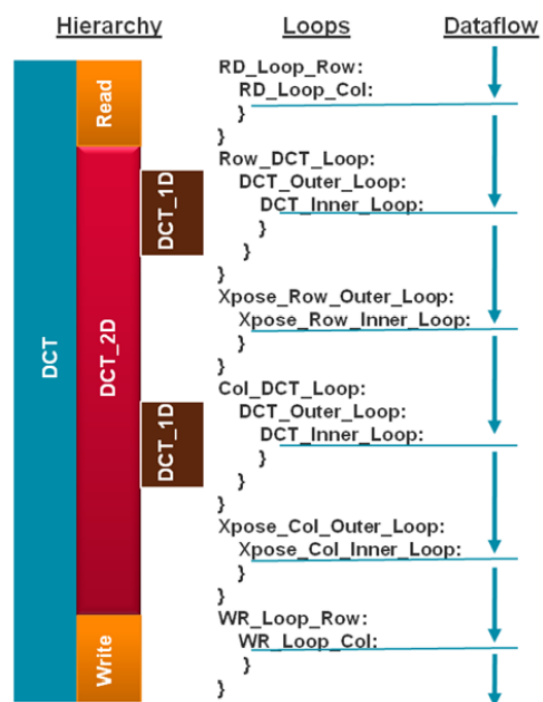 Hierarchy Loops Dataflow
DCT
Read
DCT_2D
Write
DCT_1D
DCT_1D
RD_Loop_Row:
RD_Loop_Col:
}
}
Row_DCT_Loop:
DCT_Outer_Loop:
DCT_Inner_Loop:
}
}
}
Xpose_Row_Outer_Loop:
Xpose_Row_Inner_Loop:
}
}
Col_DCT_Loop:
DCT_Outer_Loop:
DCT_Inner_Loop:
}
}
}
Xpose_Col_Outer_Loop:
Xpose_Col_Inner_Loop:
}
}
WR_Loop_Row:
WR_Loop_Col:
}
}